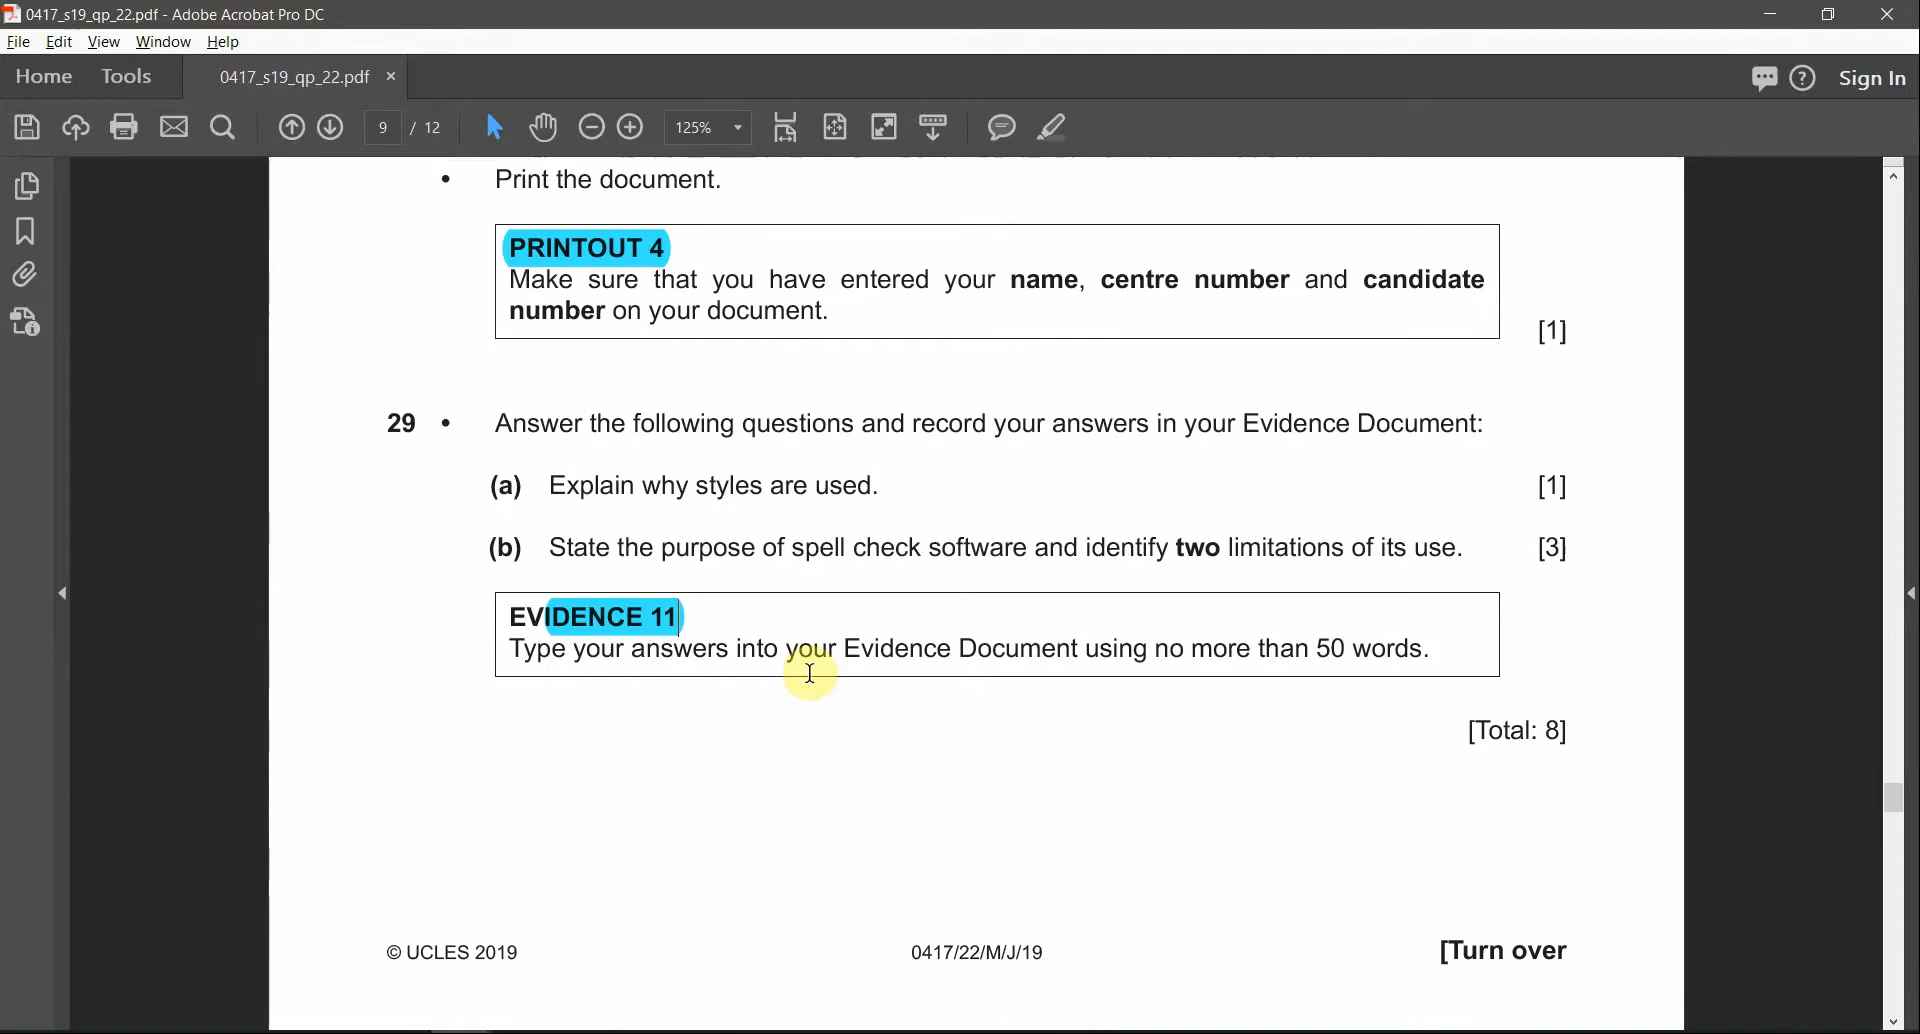 0417_s19_qp_22.pdf - Adobe Acrobat Pro DC
File Edit View Window Help
Home Tools 0417_s19_qp_22.pdf × Sign In
9 / 12 125%
• Print the document.
PRINTOUT 4
Make sure that you have entered your name, centre number and candidate
number on your document.
[1]
29 • Answer the following questions and record your answers in your Evidence Document:
(a) Explain why styles are used. [1]
(b) State the purpose of spell check software and identify two limitations of its use. [3]
EVIDENCE 11
Type your answers into your Evidence Document using no more than 50 words.
[Total: 8]
© UCLES 2019 0417/22/M/J/19 [Turn over